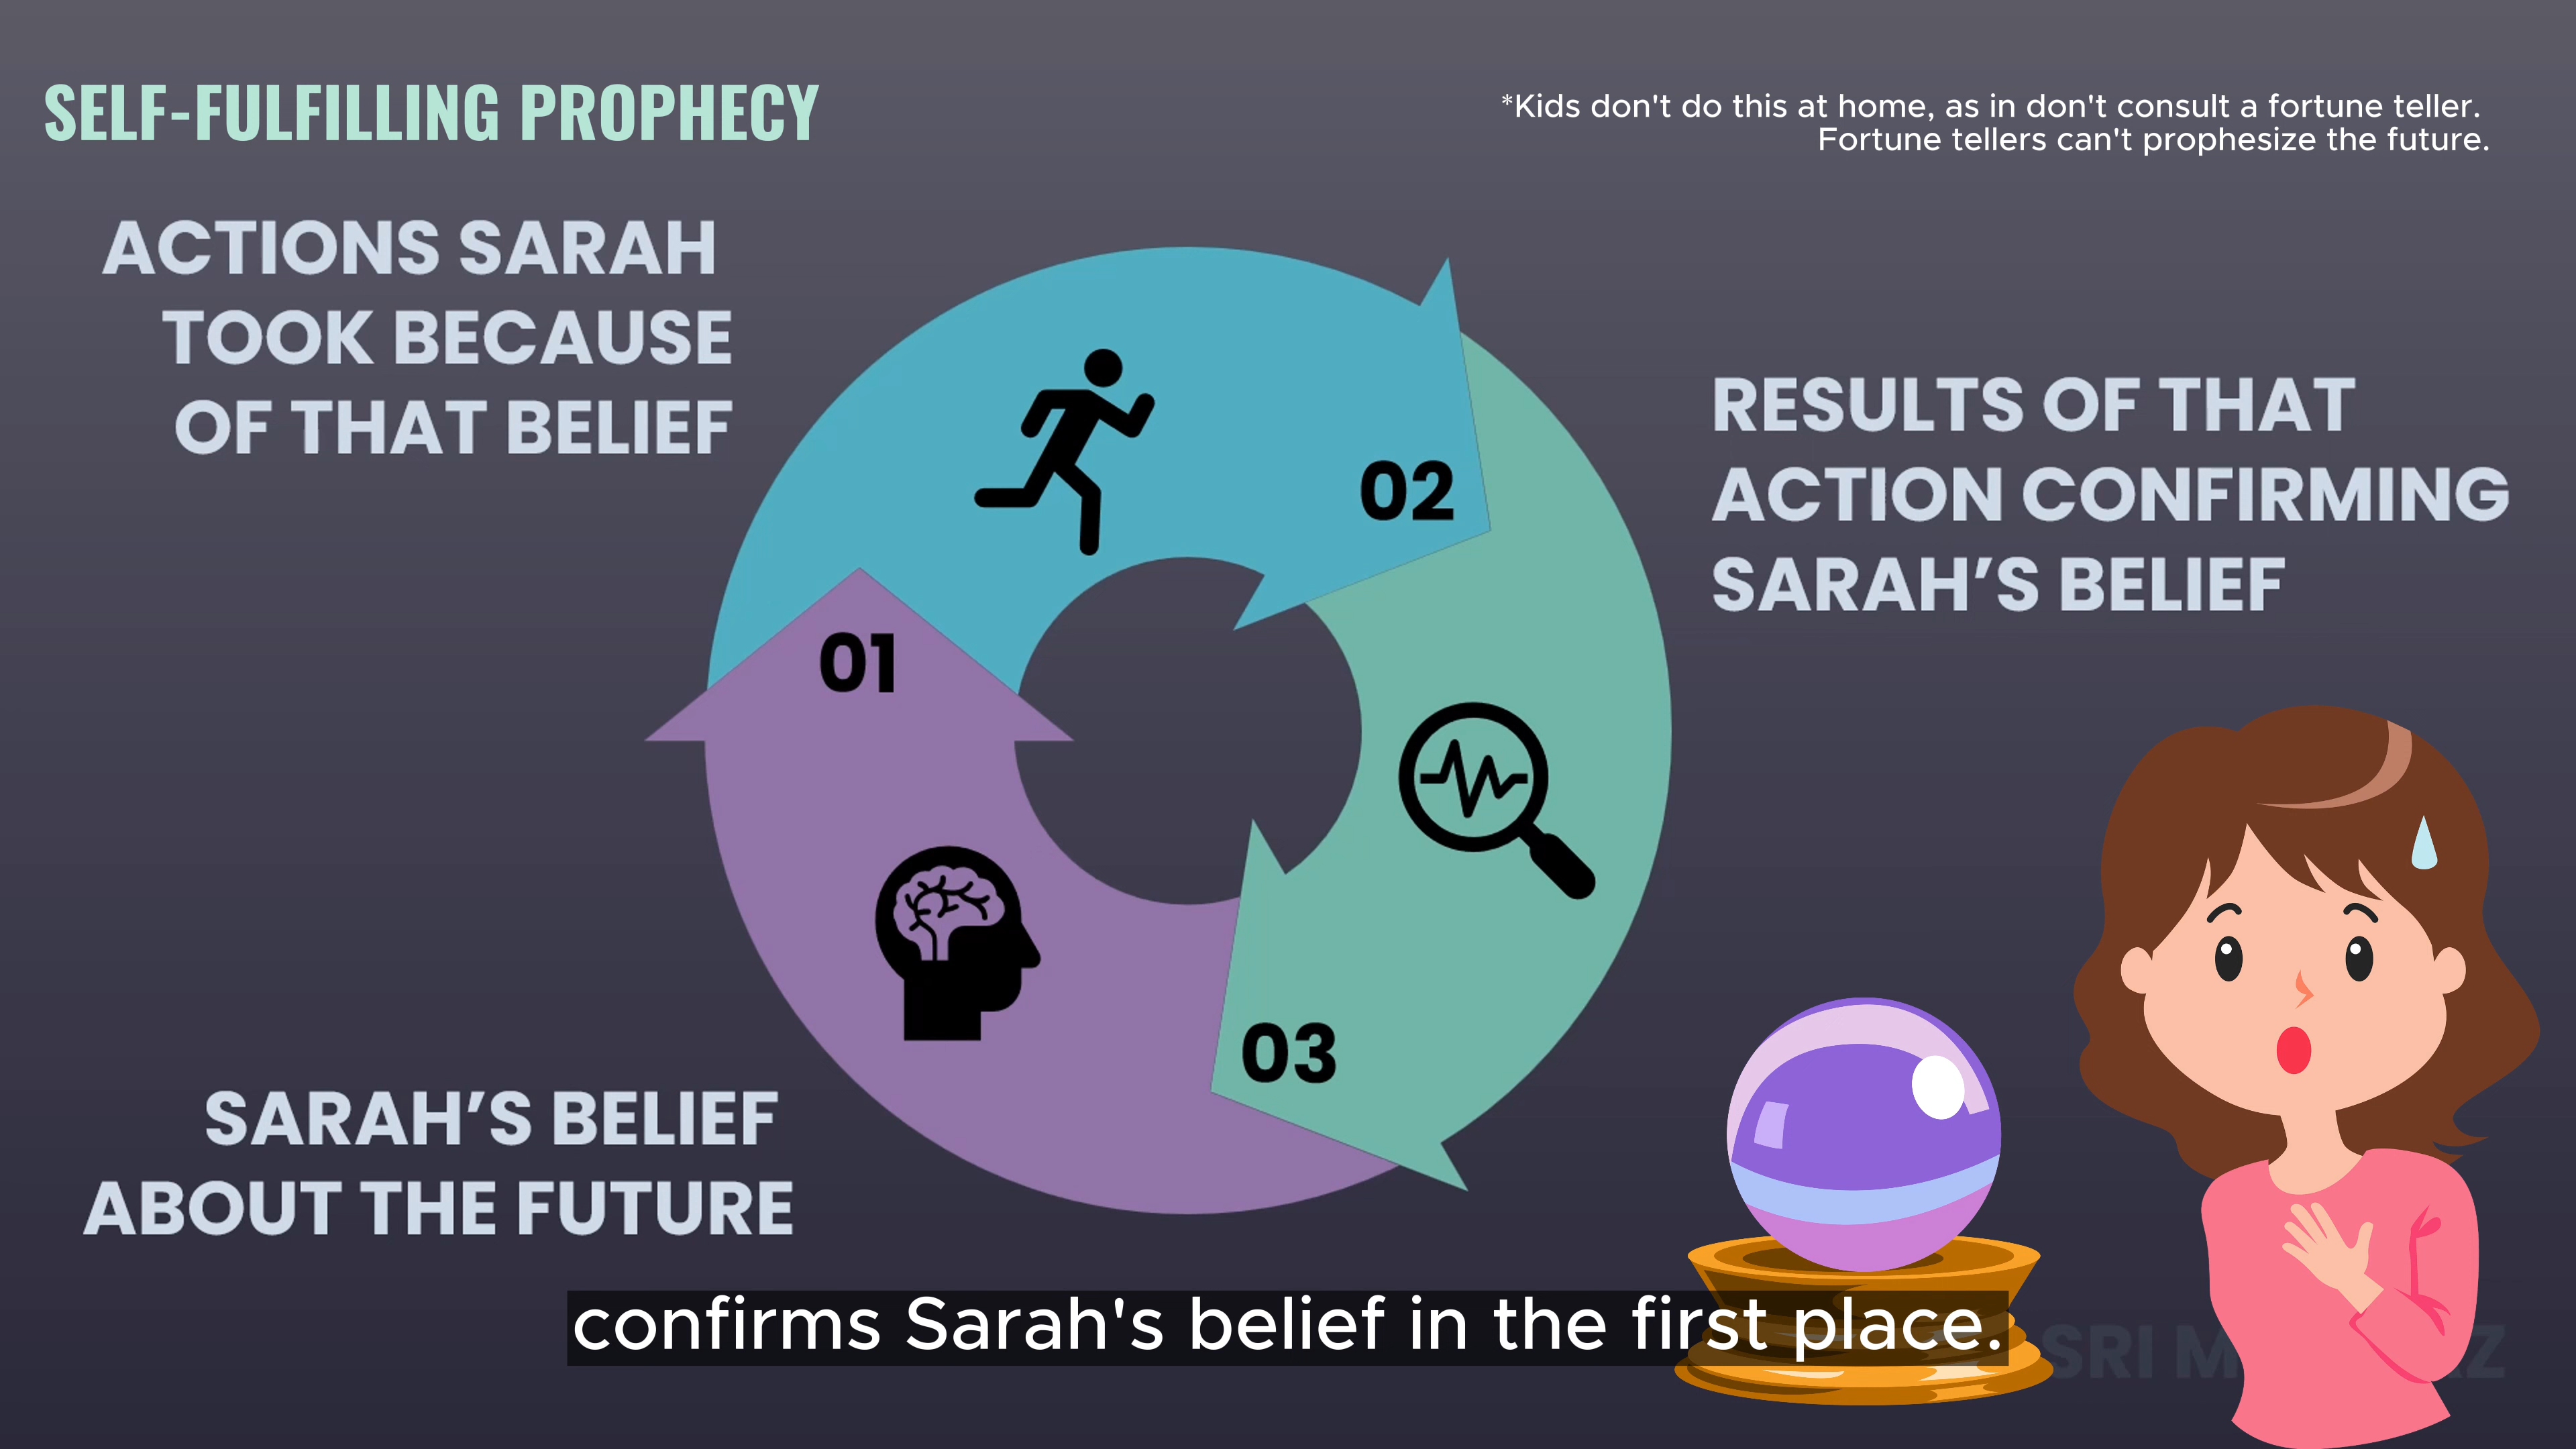 SELF-FULFILLING PROPHECY
*Kids don't do this at home, as in don't consult a fortune teller.
Fortune tellers can't prophesize the future.
ACTIONS SARAH
TOOK BECAUSE
OF THAT BELIEF
RESULTS OF THAT
ACTION CONFIRMING
SARAH'S BELIEF
02
01
03
SARAH'S BELIEF
ABOUT THE FUTURE
confirms Sarah's belief in the first place.
SRI